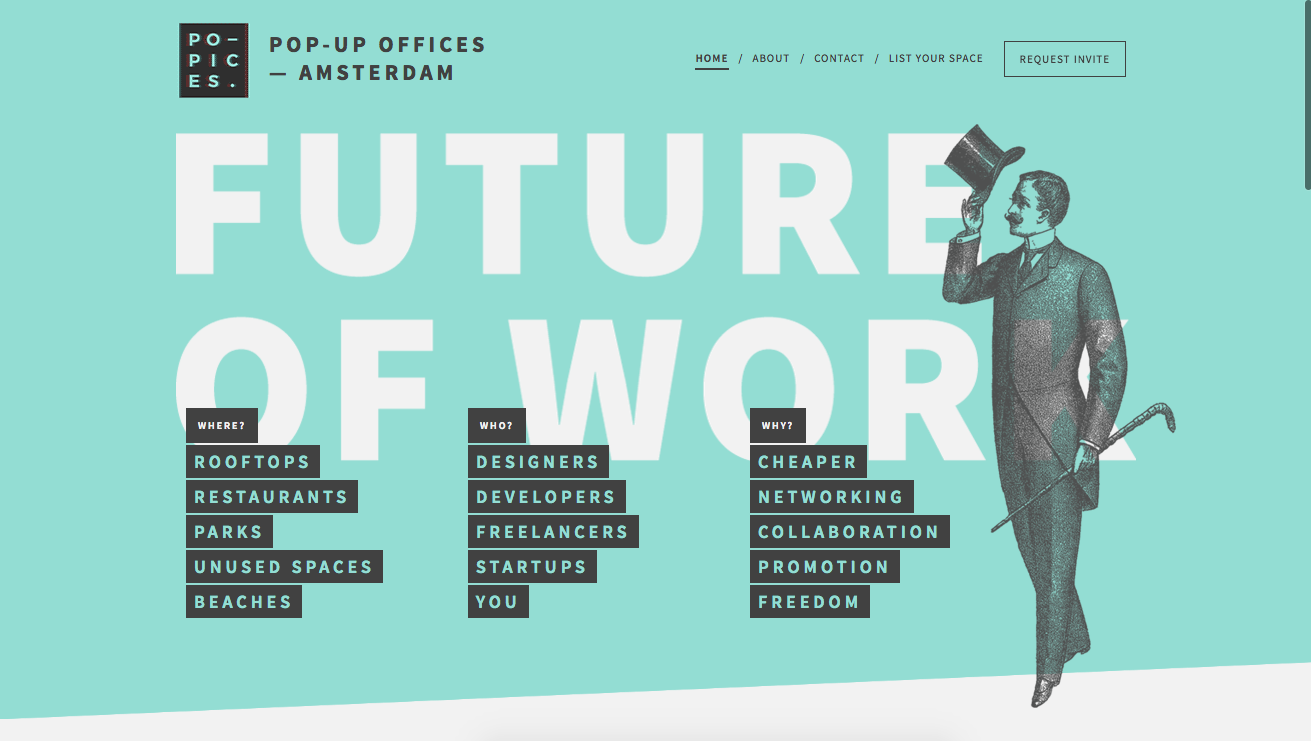 PO–
PIC
ES.
POP-UP OFFICES
— AMSTERDAM
HOME / ABOUT / CONTACT / LIST YOUR SPACE
REQUEST INVITE
FUTURE
OF WORK
WHERE?
ROOFTOPS
RESTAURANTS
PARKS
UNUSED SPACES
BEACHES
WHO?
DESIGNERS
DEVELOPERS
FREELANCERS
STARTUPS
YOU
WHY?
CHEAPER
NETWORKING
COLLABORATION
PROMOTION
FREEDOM